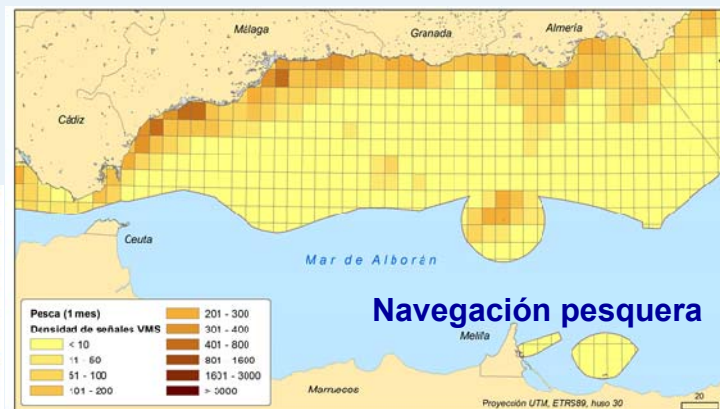 Málaga
Granada
Almería
Cádiz
Ceuta
Mar de Alborán
Navegación pesquera
Melilla
Marruecos
Pesca (1 mes)
Densidad de señales VMS
< 10
11 - 50
51 - 100
101 - 200
201 - 300
301 - 400
401 - 800
801 - 1600
1601 - 3000
> 3000
Proyección UTM, ETRS89, huso 30
20